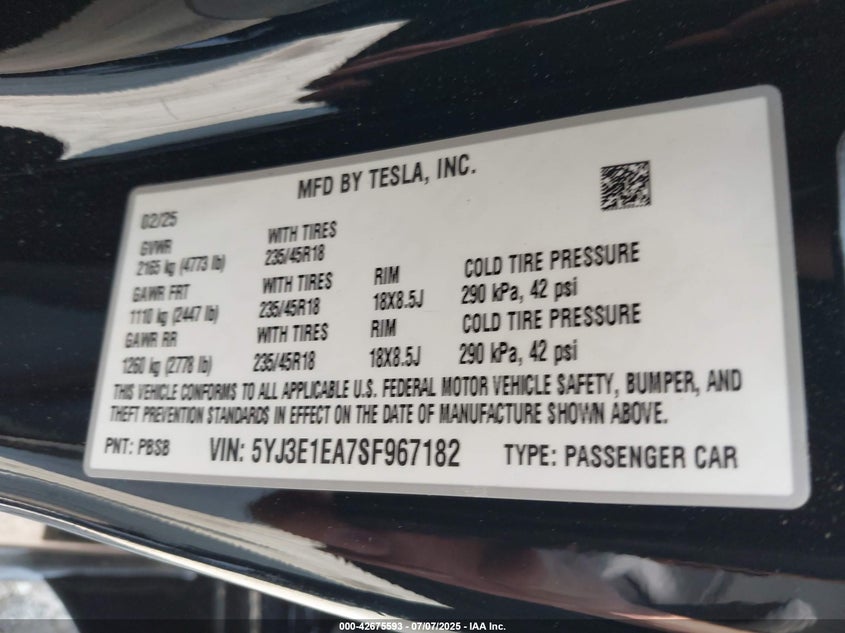 MFD BY TESLA, INC.
02/25
GVWR
2165 kg (4773 lb)
WITH TIRES
235/45R18
GAWR FRT
1110 kg (2447 lb)
WITH TIRES
235/45R18
RIM
18X8.5J
COLD TIRE PRESSURE
290 kPa, 42 psi
GAWR RR
1260 kg (2778 lb)
WITH TIRES
235/45R18
RIM
18X8.5J
COLD TIRE PRESSURE
290 kPa, 42 psi
THIS VEHICLE CONFORMS TO ALL APPLICABLE U.S. FEDERAL MOTOR VEHICLE SAFETY, BUMPER, AND
THEFT PREVENTION STANDARDS IN EFFECT ON THE DATE OF MANUFACTURE SHOWN ABOVE.
PNT: PBSB VIN: 5YJ3E1EA7SF967182 TYPE: PASSENGER CAR
000-42675593 - 07/07/2025 - IAA Inc.